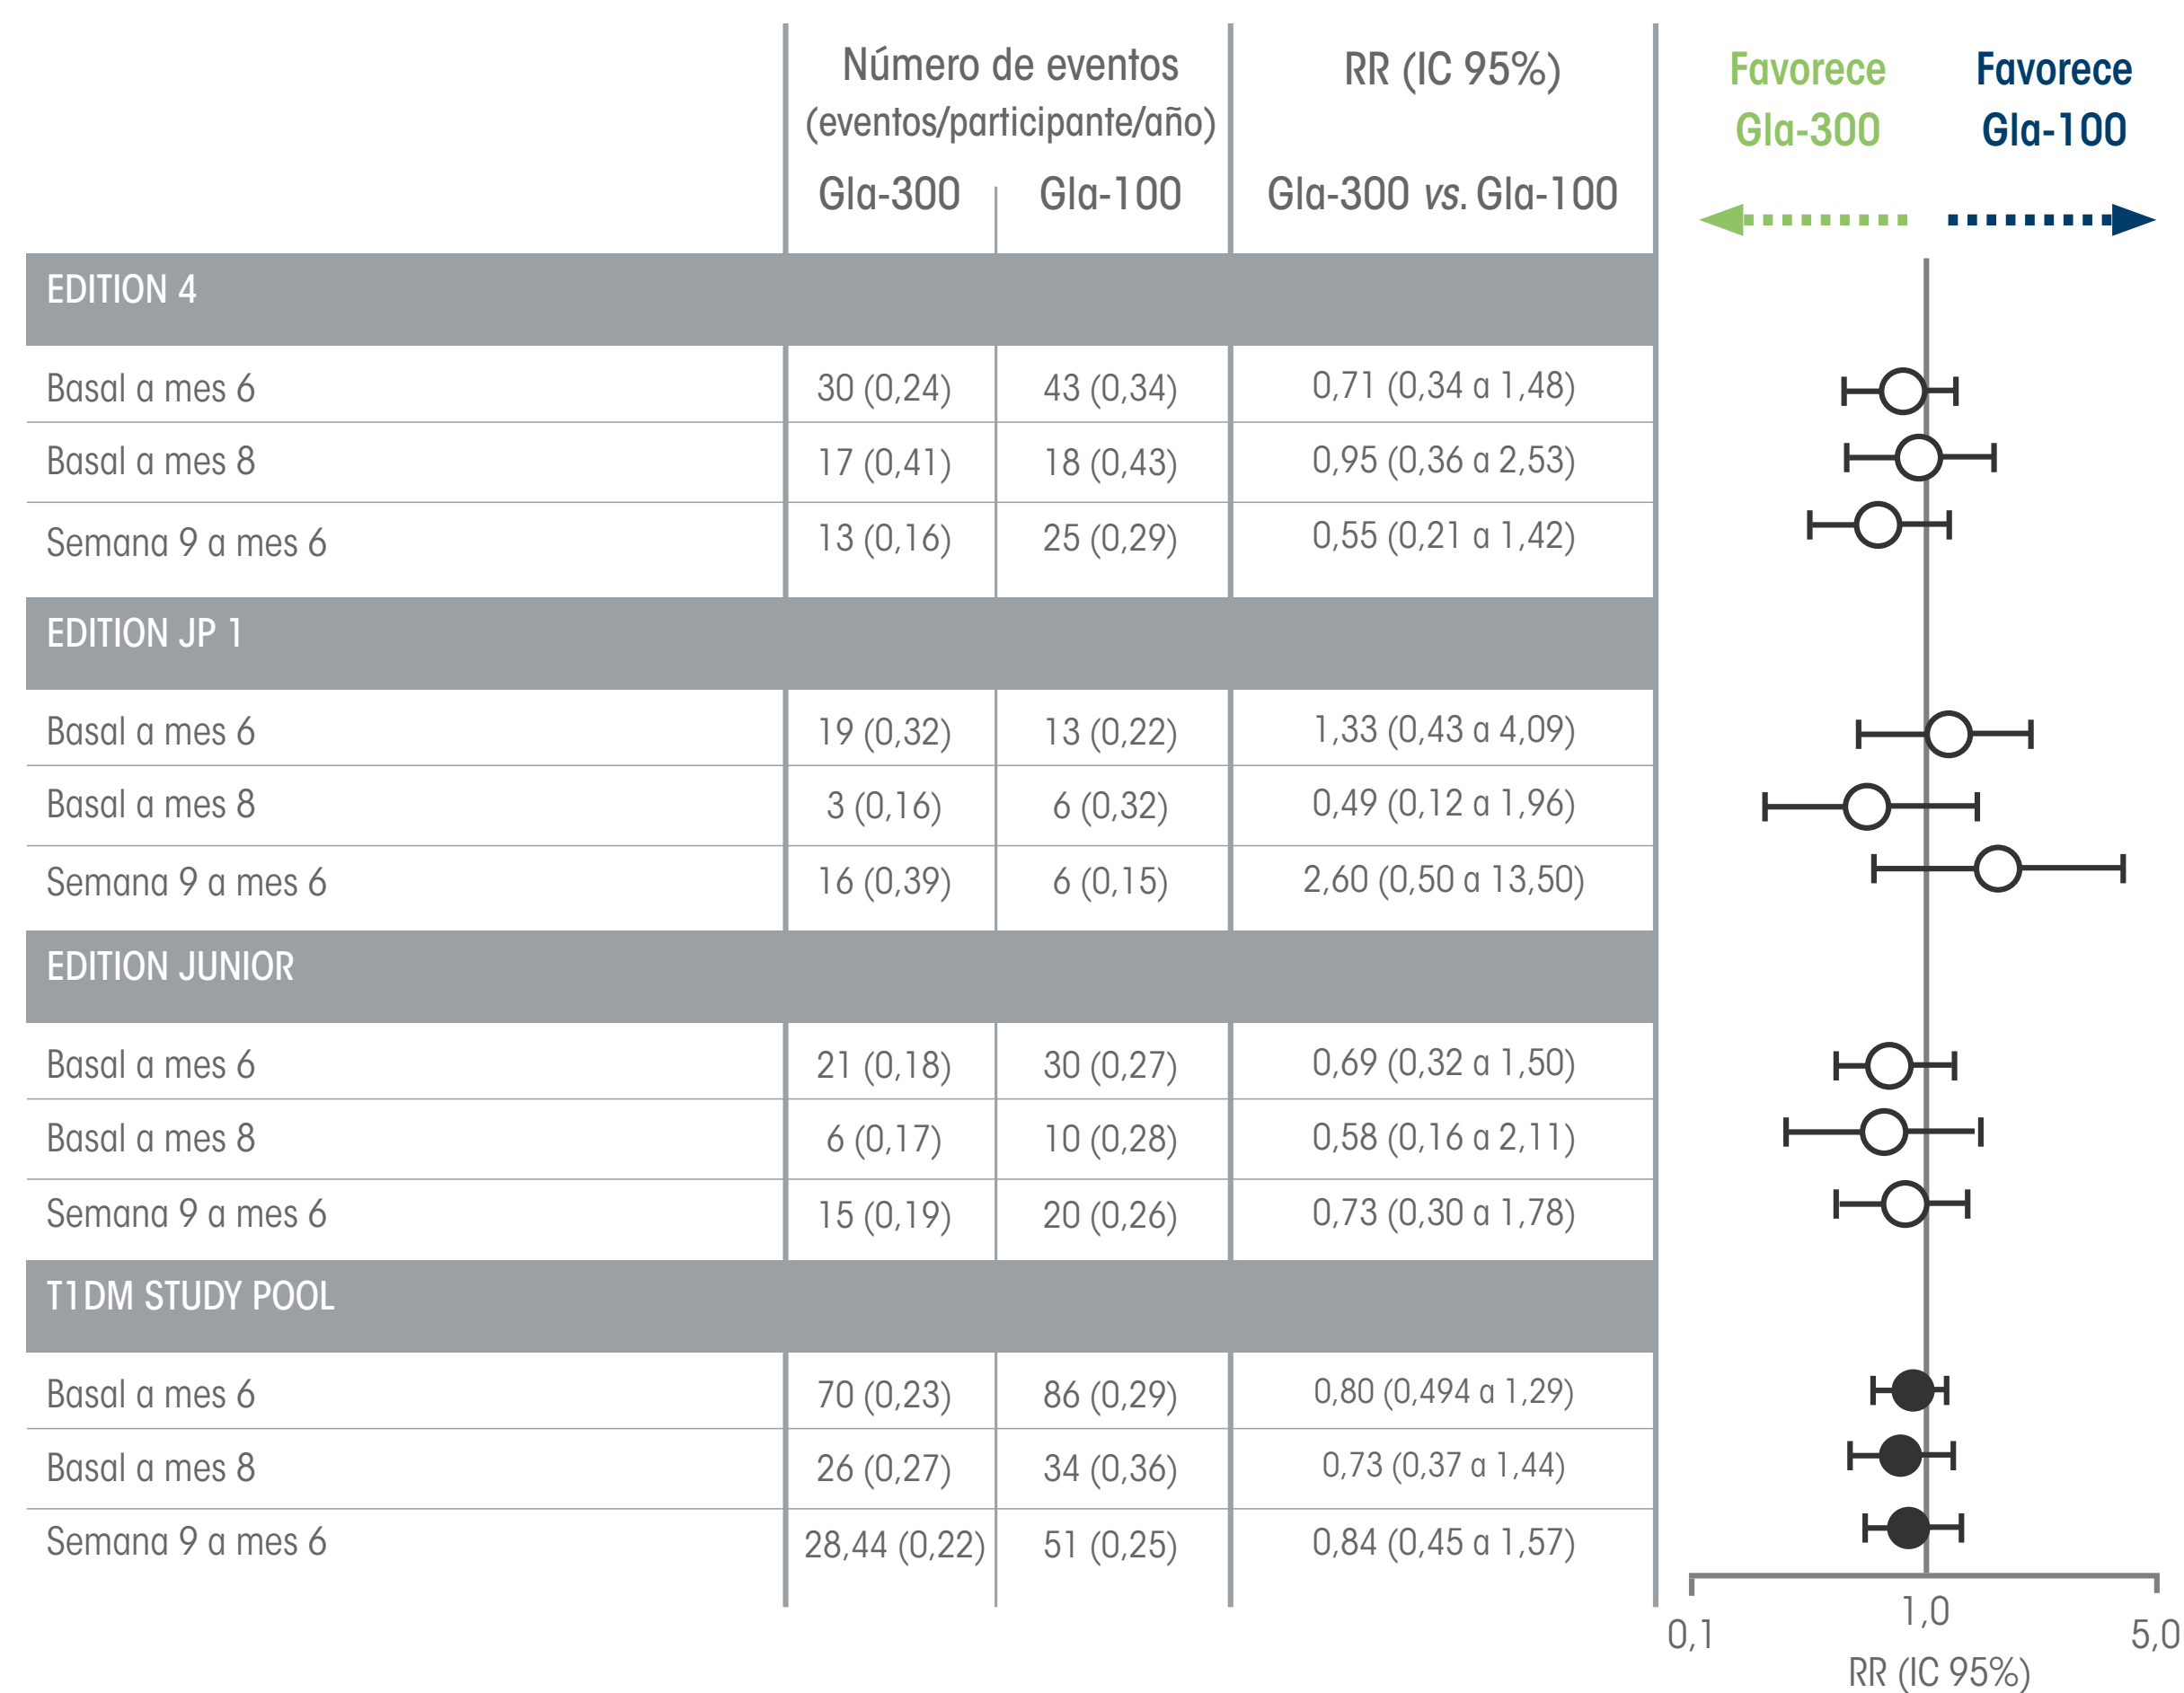 Número de eventos
(eventos/participante/año)
RR (IC 95%)
Favorece
Gla-300
Favorece
Gla-100
Gla-300 Gla-100 Gla-300 vs. Gla-100
EDITION 4
Basal a mes 6 30 (0,24) 43 (0,34) 0,71 (0,34 a 1,48)
Basal a mes 8 17 (0,41) 18 (0,43) 0,95 (0,36 a 2,53)
Semana 9 a mes 6 13 (0,16) 25 (0,29) 0,55 (0,21 a 1,42)
EDITION JP 1
Basal a mes 6 19 (0,32) 13 (0,22) 1,33 (0,43 a 4,09)
Basal a mes 8 3 (0,16) 6 (0,32) 0,49 (0,12 a 1,96)
Semana 9 a mes 6 16 (0,39) 6 (0,15) 2,60 (0,50 a 13,50)
EDITION JUNIOR
Basal a mes 6 21 (0,18) 30 (0,27) 0,69 (0,32 a 1,50)
Basal a mes 8 6 (0,17) 10 (0,28) 0,58 (0,16 a 2,11)
Semana 9 a mes 6 15 (0,19) 20 (0,26) 0,73 (0,30 a 1,78)
T1DM STUDY POOL
Basal a mes 6 70 (0,23) 86 (0,29) 0,80 (0,494 a 1,29)
Basal a mes 8 26 (0,27) 34 (0,36) 0,73 (0,37 a 1,44)
Semana 9 a mes 6 28,44 (0,22) 51 (0,25) 0,84 (0,45 a 1,57)
0,1 1,0 5,0
RR (IC 95%)